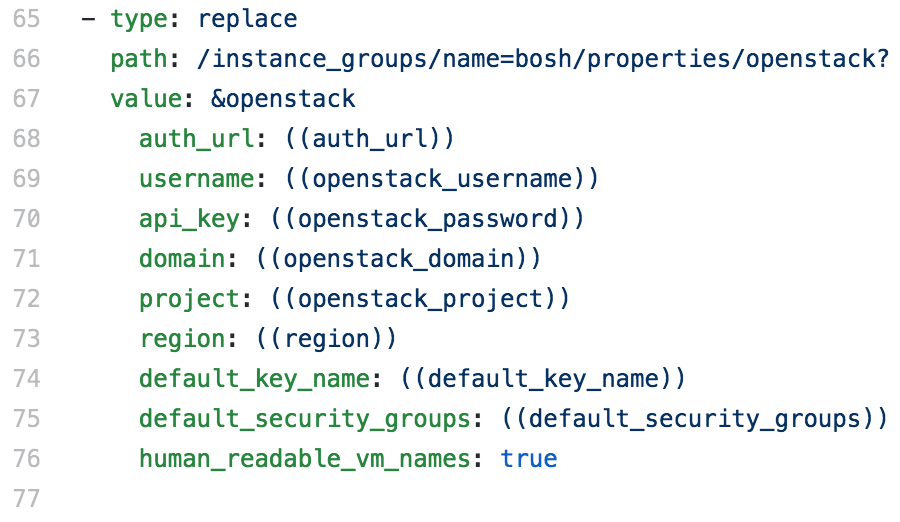 65 - type: replace
66 path: /instance_groups/name=bosh/properties/openstack?
67 value: &openstack
68 auth_url: ((auth_url))
69 username: ((openstack_username))
70 api_key: ((openstack_password))
71 domain: ((openstack_domain))
72 project: ((openstack_project))
73 region: ((region))
74 default_key_name: ((default_key_name))
75 default_security_groups: ((default_security_groups))
76 human_readable_vm_names: true
77